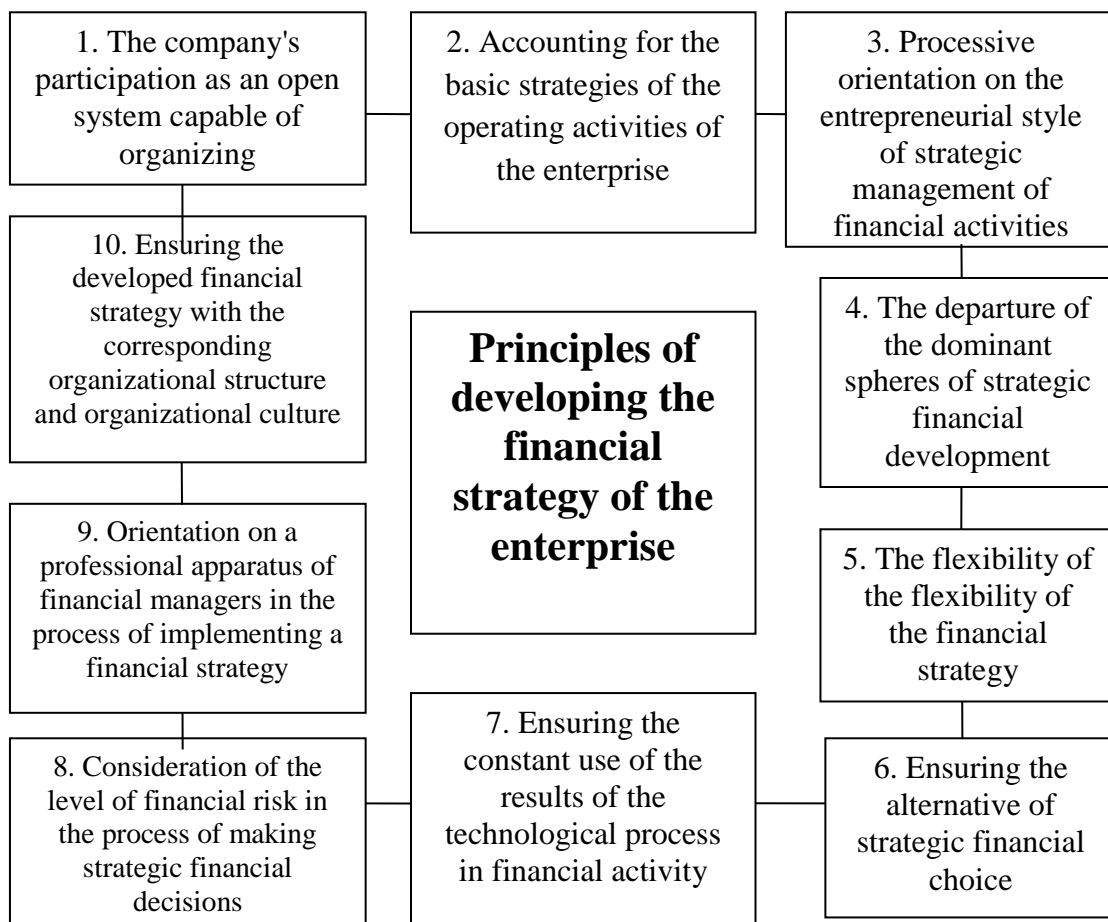 1. The company's
participation as an open
system capable of
organizing
2. Accounting for the
basic strategies of the
operating activities of
the enterprise
3. Processive
orientation on the
entrepreneurial style
of strategic
management of
financial activities
10. Ensuring the
developed financial
strategy with the
corresponding
organizational structure
and organizational culture
Principles of
developing the
financial
strategy of the
enterprise
4. The departure of
the dominant
spheres of strategic
financial
development
9. Orientation on a
professional apparatus of
financial managers in the
process of implementing a
financial strategy
5. The flexibility of
the flexibility of
the financial
strategy
8. Consideration of the
level of financial risk in
the process of making
strategic financial
decisions
7. Ensuring the
constant use of the
results of the
technological process
in financial activity
6. Ensuring the
alternative of
strategic financial
choice